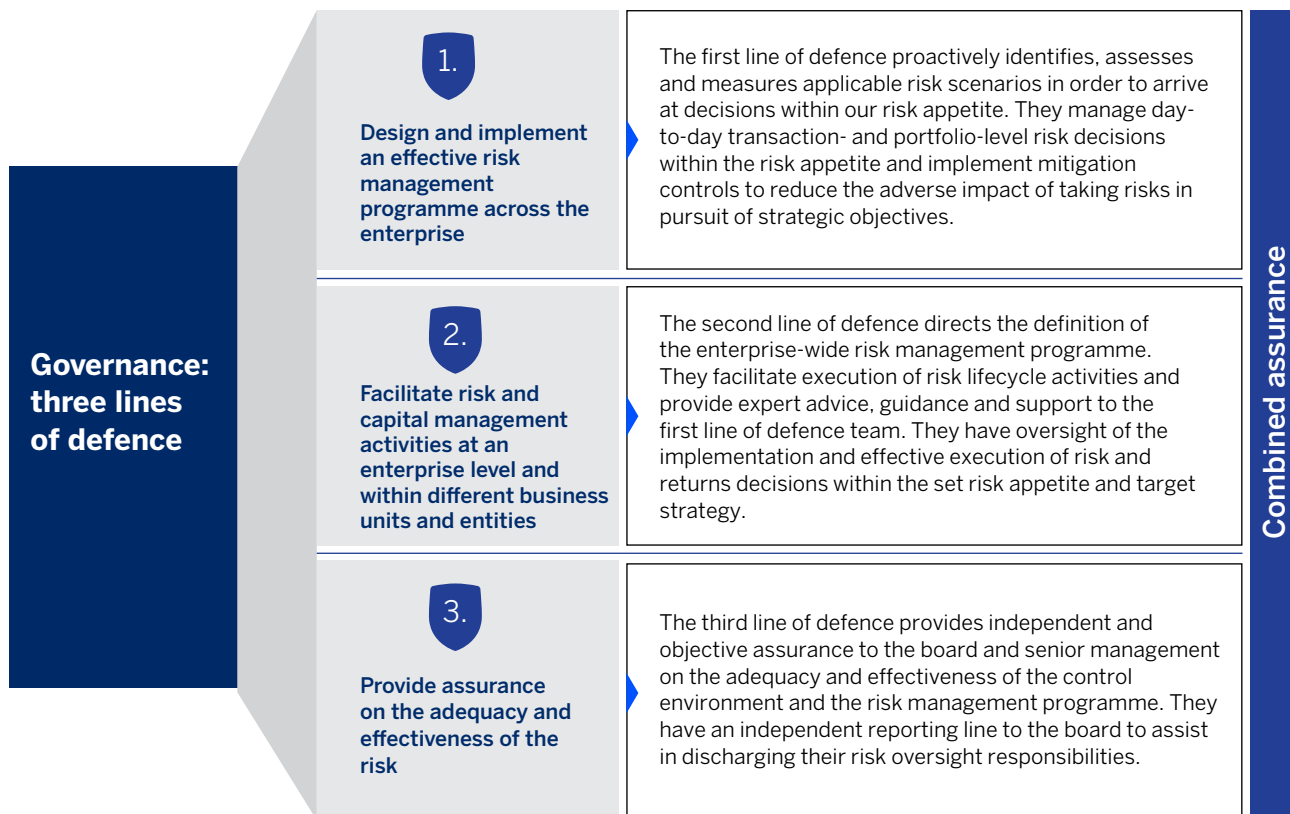 Governance:
three lines
of defence
1.
Design and implement
an effective risk
management
programme across the
enterprise
The first line of defence proactively identifies, assesses
and measures applicable risk scenarios in order to arrive
at decisions within our risk appetite. They manage day-
to-day transaction- and portfolio-level risk decisions
within the risk appetite and implement mitigation
controls to reduce the adverse impact of taking risks in
pursuit of strategic objectives.
2.
Facilitate risk and
capital management
activities at an
enterprise level and
within different business
units and entities
The second line of defence directs the definition of
the enterprise-wide risk management programme.
They facilitate execution of risk lifecycle activities and
provide expert advice, guidance and support to the
first line of defence team. They have oversight of the
implementation and effective execution of risk and
returns decisions within the set risk appetite and target
strategy.
3.
Provide assurance
on the adequacy and
effectiveness of the
risk
The third line of defence provides independent and
objective assurance to the board and senior management
on the adequacy and effectiveness of the control
environment and the risk management programme. They
have an independent reporting line to the board to assist
in discharging their risk oversight responsibilities.
Combined assurance